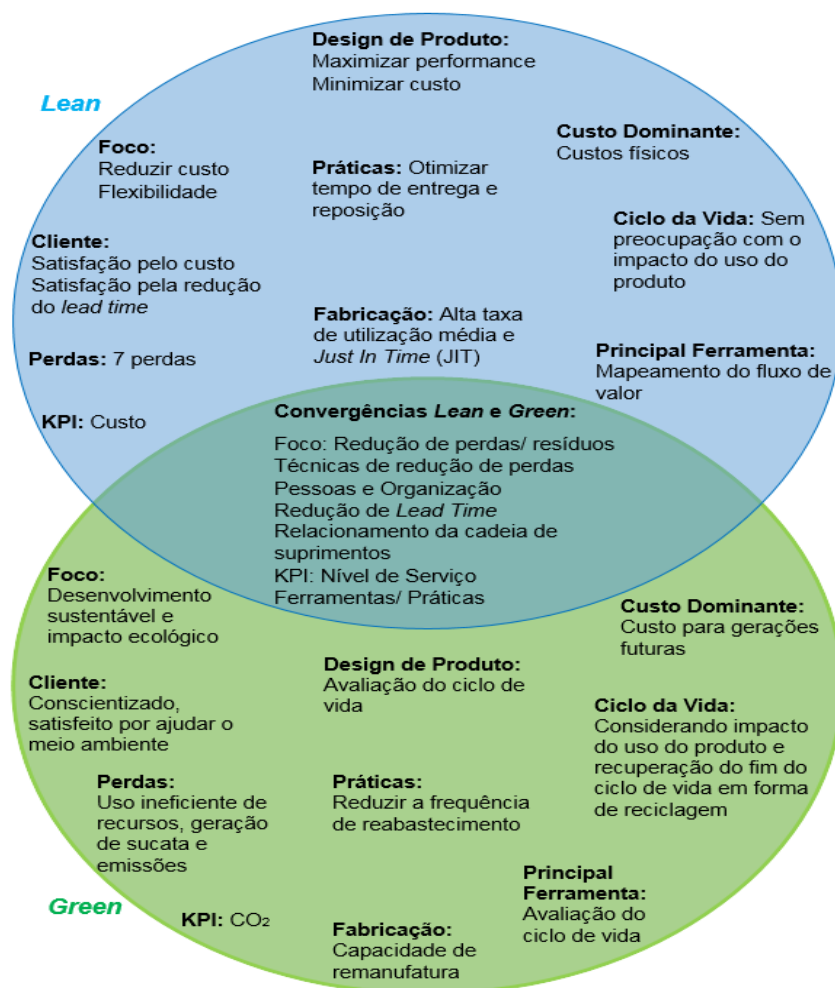 Lean
Design de Produto:
Maximizar performance
Minimizar custo
Foco:
Reduzir custo
Flexibilidade
Práticas: Otimizar
tempo de entrega e
reposição
Custo Dominante:
Custos físicos
Cliente:
Satisfação pelo custo
Satisfação pela redução
do lead time
Ciclo da Vida: Sem
preocupação com o
impacto do uso do
produto
Fabricação: Alta taxa
de utilização média e
Just In Time (JIT)
Perdas: 7 perdas
Principal Ferramenta:
Mapeamento do fluxo de
valor
KPI: Custo
Convergências Lean e Green:
Foco: Redução de perdas/ resíduos
Técnicas de redução de perdas
Pessoas e Organização
Redução de Lead Time
Relacionamento da cadeia de
suprimentos
KPI: Nível de Serviço
Ferramentas/ Práticas
Foco:
Desenvolvimento
sustentável e
impacto ecológico
Custo Dominante:
Custo para gerações
futuras
Cliente:
Conscientizado,
satisfeito por ajudar o
meio ambiente
Design de Produto:
Avaliação do ciclo de
vida
Ciclo da Vida:
Considerando impacto
do uso do produto e
recuperação do fim do
ciclo de vida em forma
de reciclagem
Perdas:
Uso ineficiente de
recursos, geração
de sucata e
emissões
Práticas:
Reduzir a frequência
de reabastecimento
Principal
Ferramenta:
Avaliação do
ciclo de vida
Green
KPI: CO₂
Fabricação:
Capacidade de
remanufatura